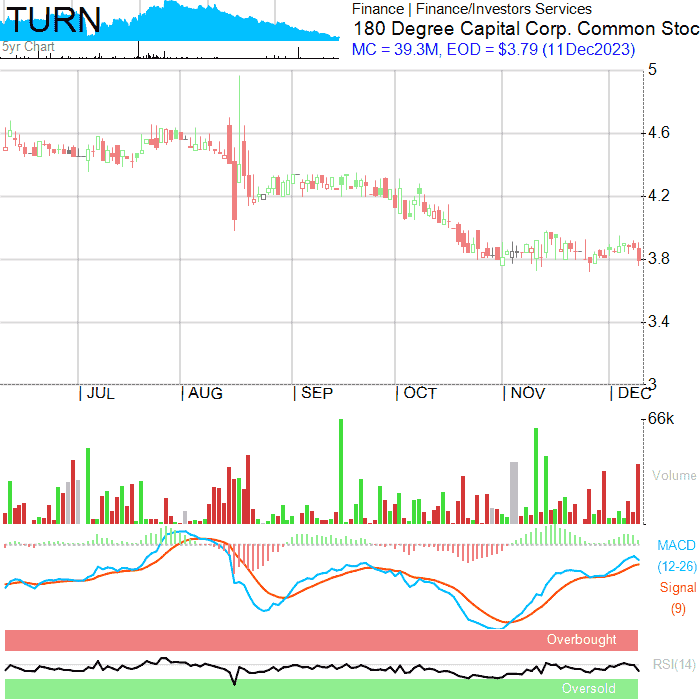 TURN
5yr Chart
Finance | Finance/Investors Services
180 Degree Capital Corp. Common Stoc
MC = 39.3M, EOD = $3.79 (11Dec2023)
5
4.6
4.2
3.8
3.4
3
JUL AUG SEP OCT NOV DEC
66k
Volume
MACD
(12-26)
Signal
(9)
Overbought
RSI(14)
Oversold